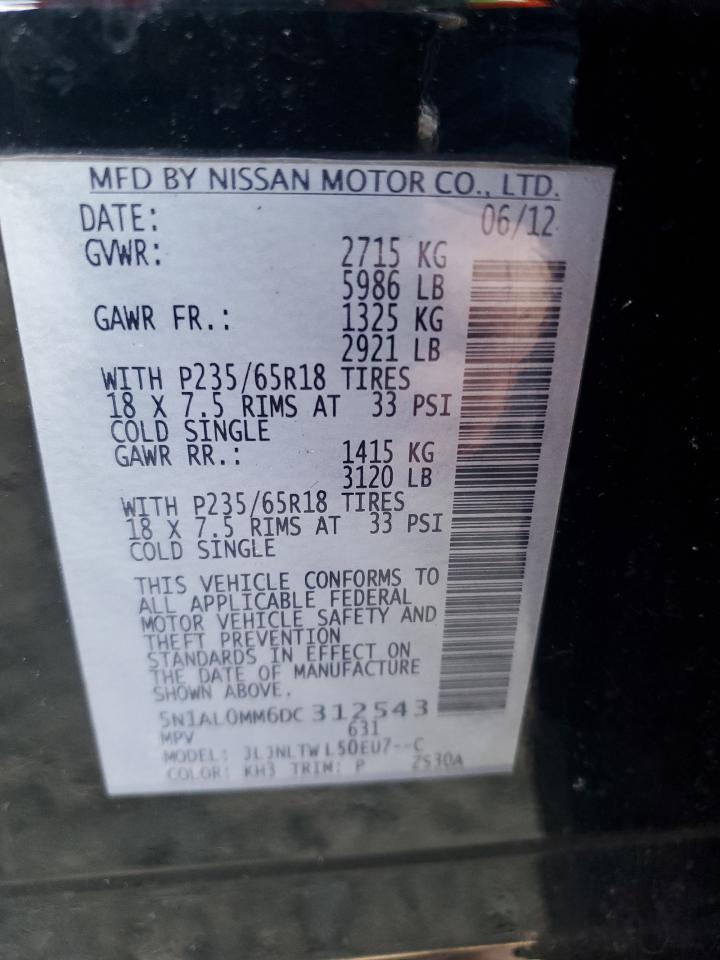 MFD BY NISSAN MOTOR CO., LTD.
DATE: 06/12
GVWR: 2715 KG
5986 LB
GAWR FR.: 1325 KG
2921 LB
WITH P235/65R18 TIRES
18 X 7.5 RIMS AT 33 PSI
COLD SINGLE
GAWR RR.: 1415 KG
3120 LB
WITH P235/65R18 TIRES
18 X 7.5 RIMS AT 33 PSI
COLD SINGLE
THIS VEHICLE CONFORMS TO
ALL APPLICABLE FEDERAL
MOTOR VEHICLE SAFETY AND
THEFT PREVENTION
STANDARDS IN EFFECT ON
THE DATE OF MANUFACTURE
SHOWN ABOVE.
5N1AL0MM6DC312543
MPV 631
MODEL: JLJNLTWL50EU7--C
COLOR: KH3 TRIM: P 2S30A